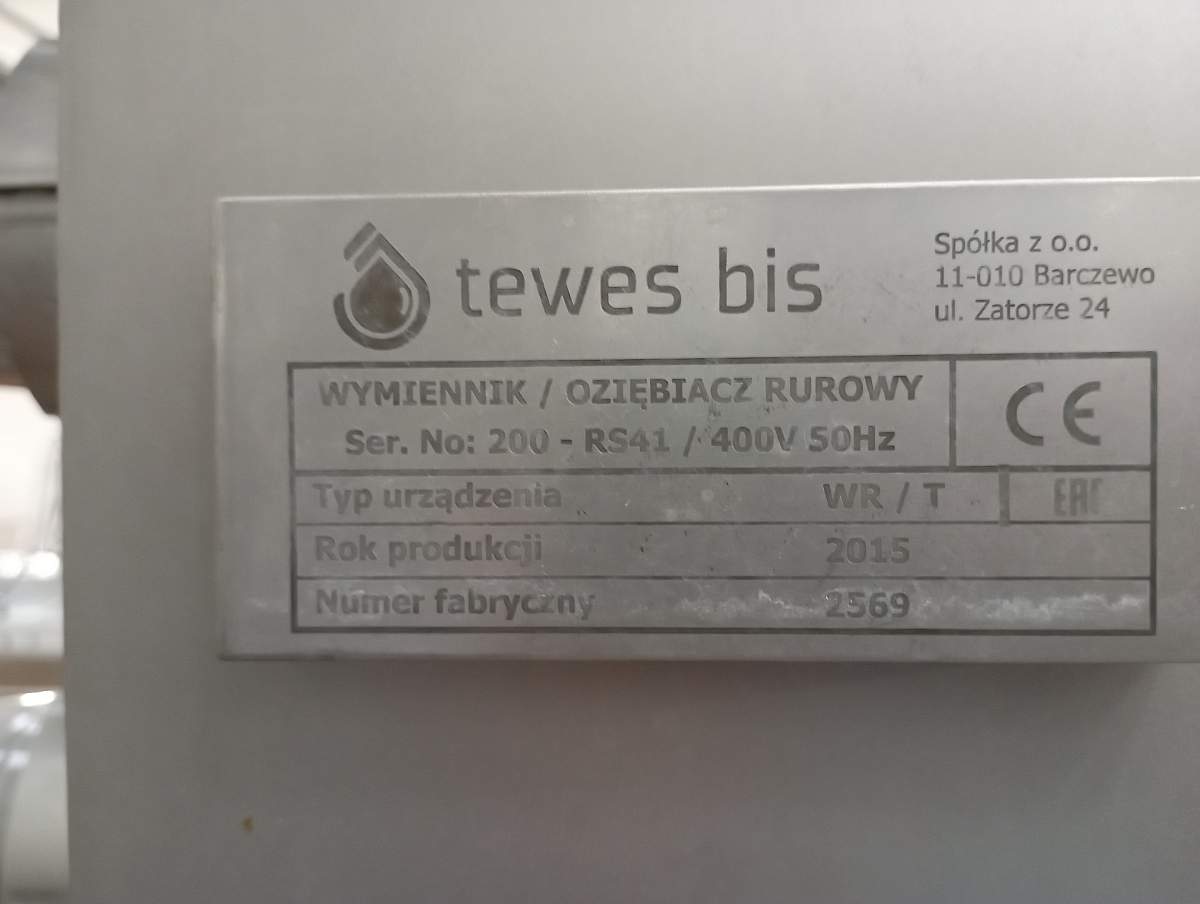 tewes bis
Spółka z o.o.
11-010 Barczewo
ul. Zatorze 24
WYMIENNIK / OZIĘBIACZ RUROWY
Ser. No: 200 - RS41 / 400V 50Hz
CE
Typ urządzenia WR / T
EAC
Rok produkcji 2015
Numer fabryczny 2569